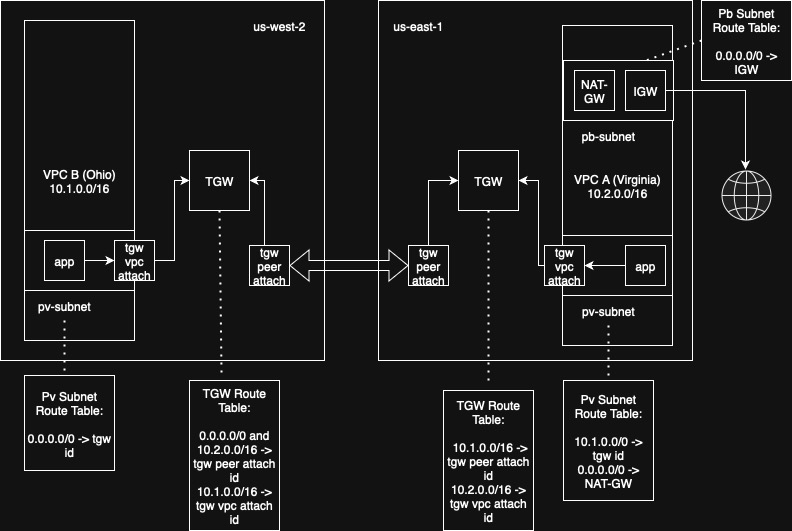 us-west-2
us-east-1
Pb Subnet
Route Table:
0.0.0.0/0 ->
IGW
NAT-
GW
IGW
pb-subnet
VPC B (Ohio)
10.1.0.0/16
TGW
TGW
VPC A (Virginia)
10.2.0.0/16
app
tgw
vpc
attach
tgw
peer
attach
tgw
peer
attach
tgw
vpc
attach
app
pv-subnet
pv-subnet
Pv Subnet
Route Table:
0.0.0.0/0 -> tgw
id
TGW Route
Table:
0.0.0.0/0 and
10.2.0.0/16 ->
tgw peer attach
id
10.1.0.0/16 ->
tgw vpc attach
id
TGW Route
Table:
10.1.0.0/16 ->
tgw peer attach
id
10.2.0.0/16 ->
tgw vpc attach
id
Pv Subnet
Route Table:
10.1.0.0/0 ->
tgw id
0.0.0.0/0 ->
NAT-GW